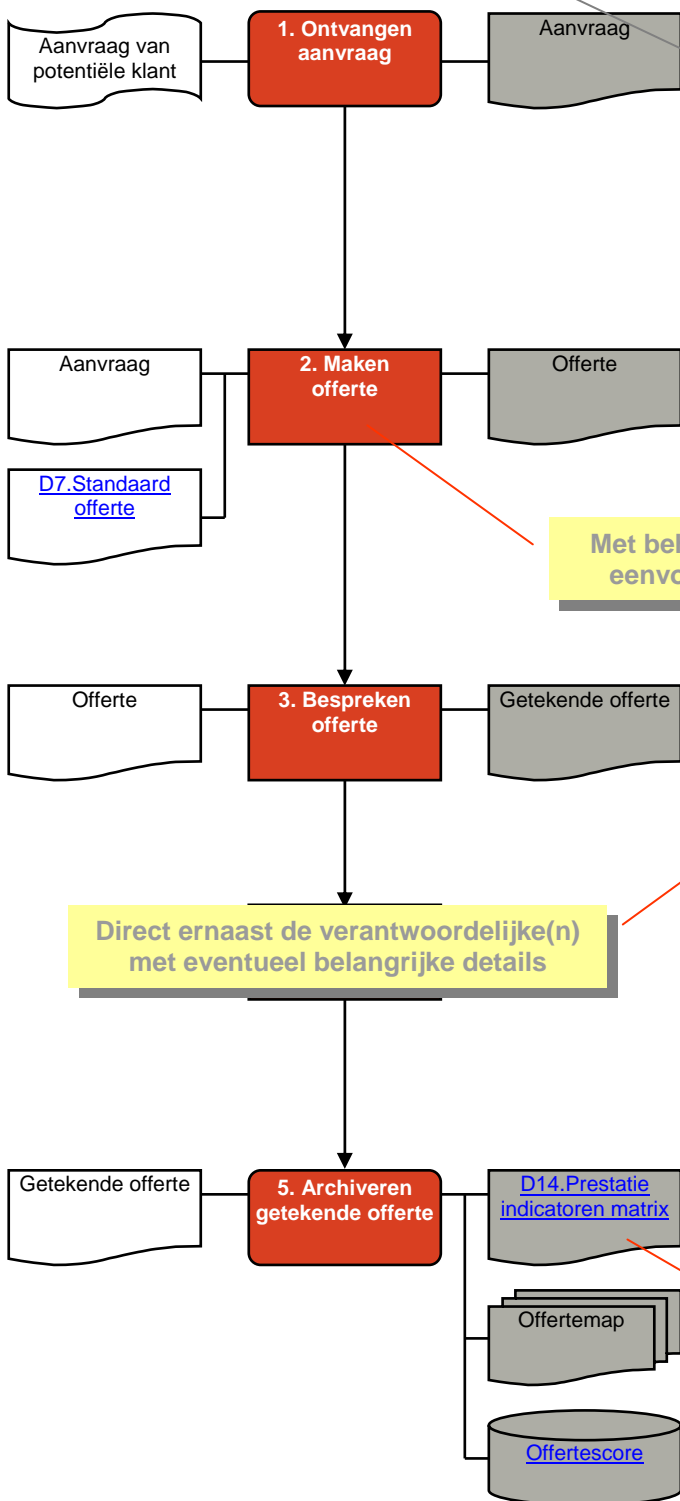 Aanvraag van
potentiële klant
1. Ontvangen
aanvraag
Aanvraag
Aanvraag
2. Maken
offerte
Offerte
D7.Standaard
offerte
Met
eenvo
Offerte
3. Bespreken
offerte
Getekende offerte
Direct ernaast de verantwoordelijke(n)
met eventueel belangrijke details
Getekende offerte
5. Archiveren
getekende offerte
D14.Prestatie
indicatoren matrix
Offertemap
Offertescore